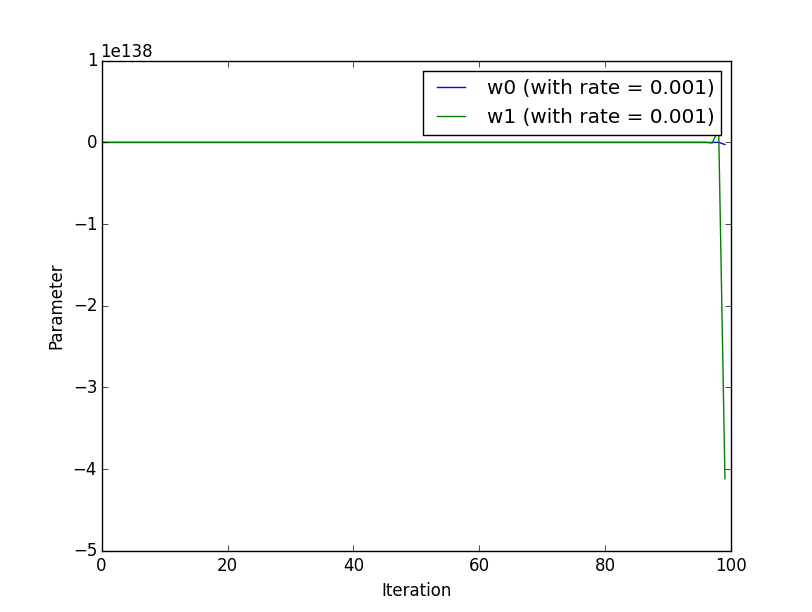 1e138
w0 (with rate = 0.001)
w1 (with rate = 0.001)
1
0
−1
−2
−3
−4
−5
Parameter
0 20 40 60 80 100
Iteration